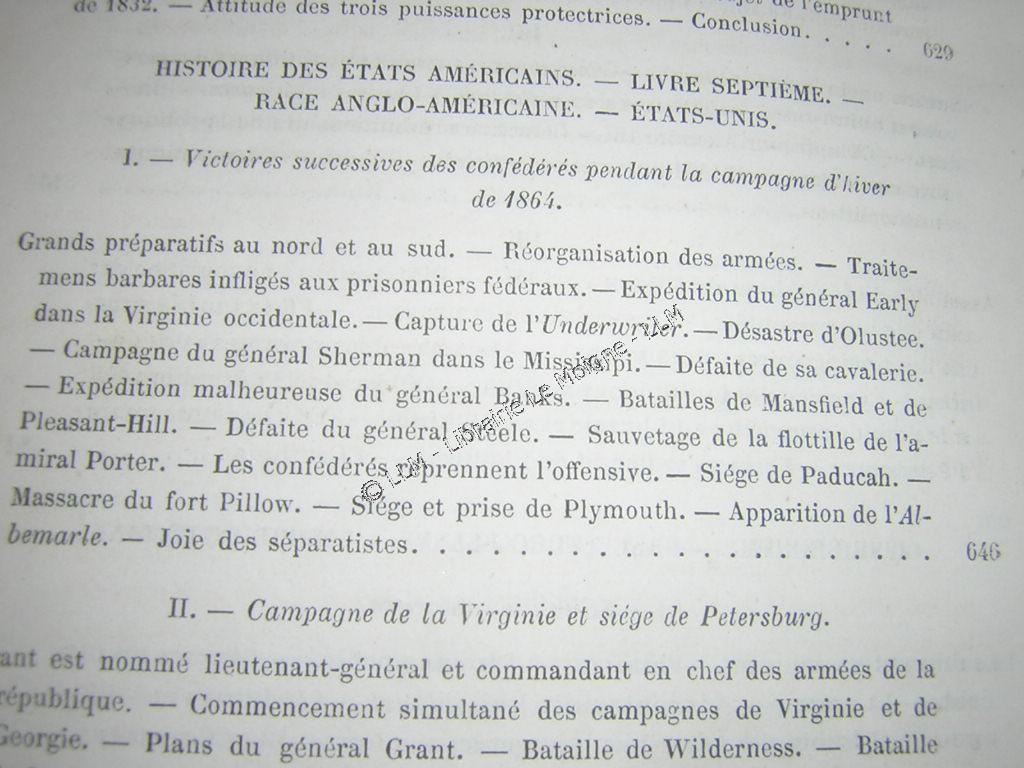 de 1832. — Attitude des trois puissances protectrices. — Conclusion. . . . . 629
de l'emprunt
HISTOIRE DES ÉTATS AMÉRICAINS. — LIVRE SEPTIÈME. —
RACE ANGLO-AMÉRICAINE. — ÉTATS-UNIS.
I. — Victoires successives des confédérés pendant la campagne d'hiver
de 1864.
Grands préparatifs au nord et au sud. — Réorganisation des armées. — Traite-
mens barbares infligés aux prisonniers fédéraux. — Expédition du général Early
dans la Virginie occidentale. — Capture de l'Underwriter. — Désastre d'Olustee.
— Campagne du général Sherman dans le Mississipi. — Défaite de sa cavalerie.
— Expédition malheureuse du général Banks. — Batailles de Mansfield et de
Pleasant-Hill. — Défaite du général Steele. — Sauvetage de la flottille de l'a-
miral Porter. — Les confédérés reprennent l'offensive. — Siége de Paducah. —
Massacre du fort Pillow. — Siége et prise de Plymouth. — Apparition de l'Al-
bemarle. — Joie des séparatistes. . . . . . . . . . . . . . . . . . . . 646
II. — Campagne de la Virginie et siége de Petersburg.
ant est nommé lieutenant-général et commandant en chef des armées de la
république. — Commencement simultané des campagnes de Virginie et de
Georgie. — Plans du général Grant. — Bataille de Wilderness. — Bataille
© LLM - Librairie Le Moigne - LLM